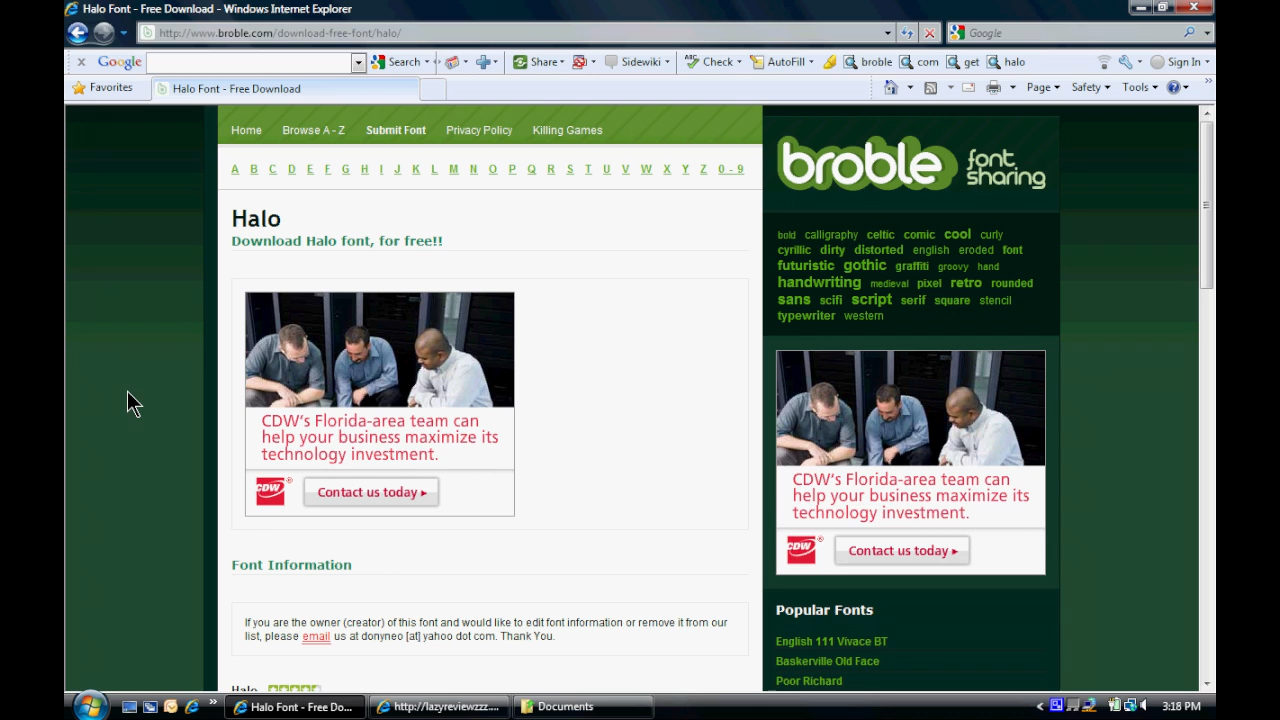 Halo Font - Free Download - Windows Internet Explorer
http://www.broble.com/download-free-font/halo/
Google
Google Search Share Sidewiki Check AutoFill broble com get halo Sign In
Favorites Halo Font - Free Download Page Safety Tools
Home Browse A - Z Submit Font Privacy Policy Killing Games
A B C D E F G H I J K L M N O P Q R S T U V W X Y Z 0 - 9
Halo
Download Halo font, for free!!
CDW's Florida-area team can
help your business maximize its
technology investment.
CDW® Contact us today
Font Information
If you are the owner (creator) of this font and would like to edit font information or remove it from our
list, please email us at donyneo [at] yahoo dot com. Thank You.
Halo
broble font
sharing
bold calligraphy celtic comic cool curly
cyrillic dirty distorted english eroded font
futuristic gothic graffiti groovy hand
handwriting medieval pixel retro rounded
sans scifi script serif square stencil
typewriter western
CDW's Florida-area team can
help your business maximize its
technology investment.
CDW® Contact us today
Popular Fonts
English 111 Vivace BT
Baskerville Old Face
Poor Richard
Halo Font - Free Do... http://lazyreviewzzz.... Documents 3:18 PM